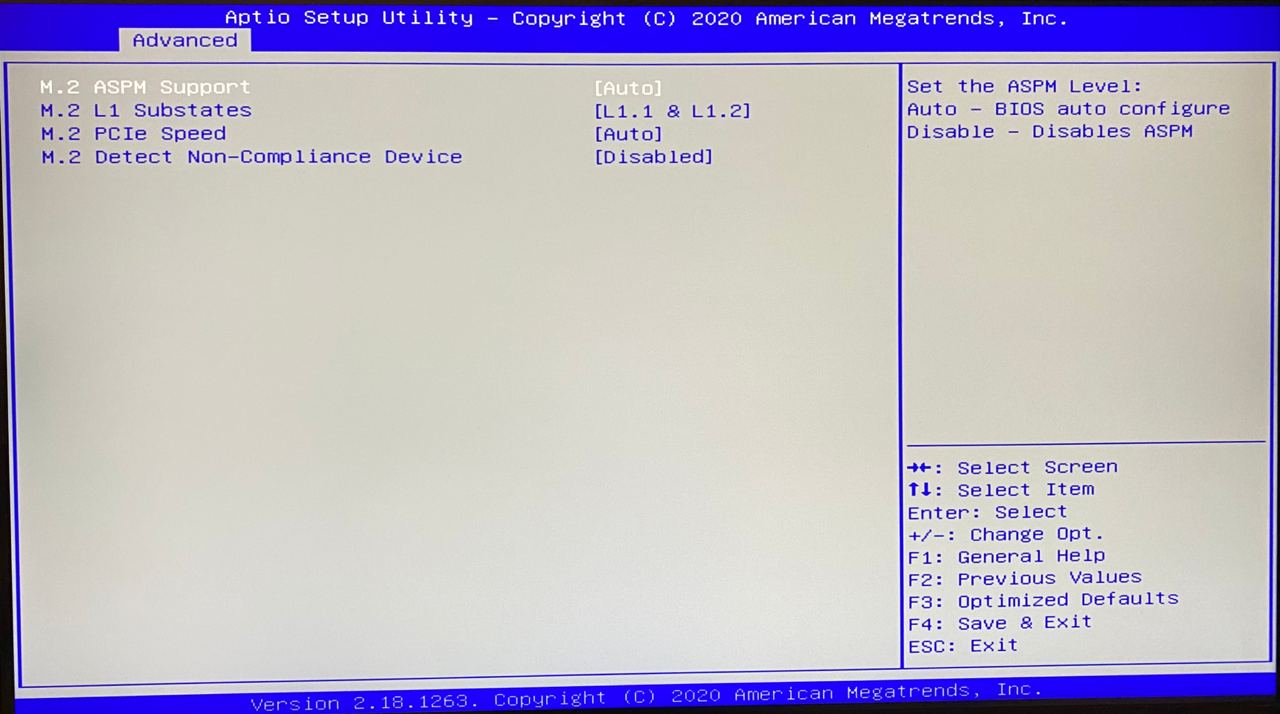 Aptio Setup Utility - Copyright (C) 2020 American Megatrends, Inc.
Advanced
M.2 ASPM Support [Auto]
M.2 L1 Substates [L1.1 & L1.2]
M.2 PCIe Speed [Auto]
M.2 Detect Non-Compliance Device [Disabled]
Set the ASPM Level:
Auto - BIOS auto configure
Disable - Disables ASPM
→←: Select Screen
↑↓: Select Item
Enter: Select
+/-: Change Opt.
F1: General Help
F2: Previous Values
F3: Optimized Defaults
F4: Save & Exit
ESC: Exit
Version 2.18.1263. Copyright (C) 2020 American Megatrends, Inc.